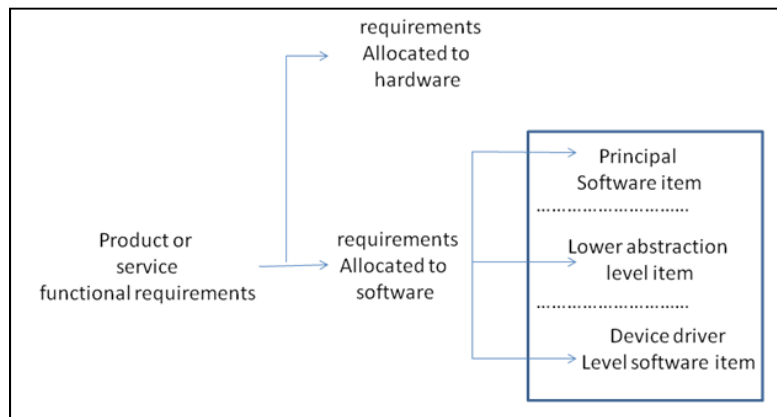 requirements
Allocated to
hardware
Principal
Software item
................................
Product or
service
functional requirements
requirements
Allocated to
software
Lower abstraction
level item
................................
Device driver
Level software item